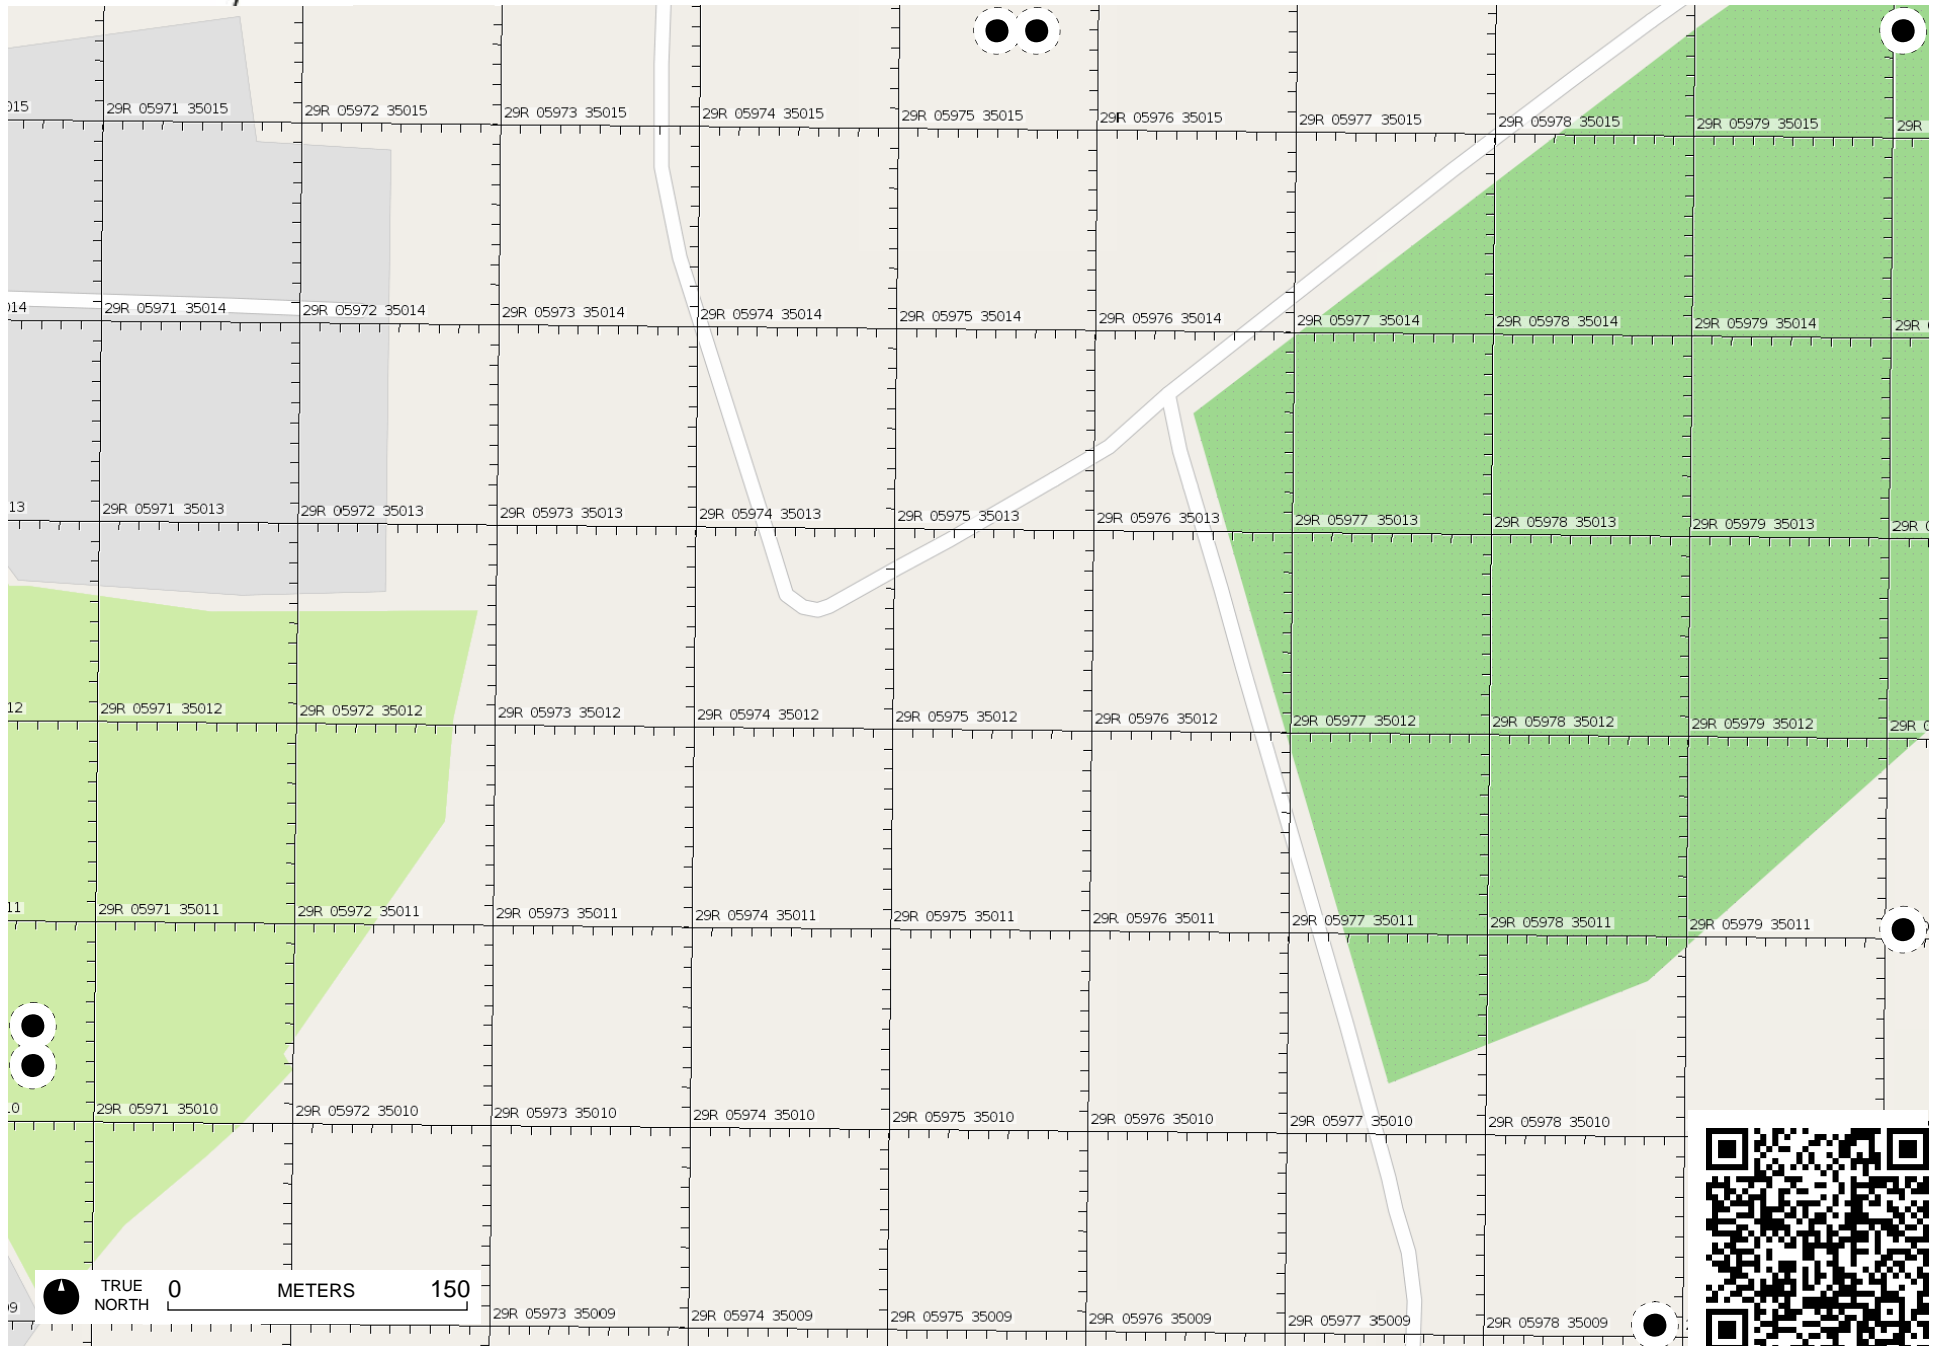 015
29R 05971 35015
29R 05972 35015
29R 05973 35015
29R 05974 35015
29R 05975 35015
29R 05976 35015
29R 05977 35015
29R 05978 35015
29R 05979 35015
29R
014
29R 05971 35014
29R 05972 35014
29R 05973 35014
29R 05974 35014
29R 05975 35014
29R 05976 35014
29R 05977 35014
29R 05978 35014
29R 05979 35014
29R
13
29R 05971 35013
29R 05972 35013
29R 05973 35013
29R 05974 35013
29R 05975 35013
29R 05976 35013
29R 05977 35013
29R 05978 35013
29R 05979 35013
29R 0
12
29R 05971 35012
29R 05972 35012
29R 05973 35012
29R 05974 35012
29R 05975 35012
29R 05976 35012
29R 05977 35012
29R 05978 35012
29R 05979 35012
29R 0
11
29R 05971 35011
29R 05972 35011
29R 05973 35011
29R 05974 35011
29R 05975 35011
29R 05976 35011
29R 05977 35011
29R 05978 35011
29R 05979 35011
10
29R 05971 35010
29R 05972 35010
29R 05973 35010
29R 05974 35010
29R 05975 35010
29R 05976 35010
29R 05977 35010
29R 05978 35010
TRUE NORTH
0 METERS 150
9
29R 05973 35009
29R 05974 35009
29R 05975 35009
29R 05976 35009
29R 05977 35009
29R 05978 35009